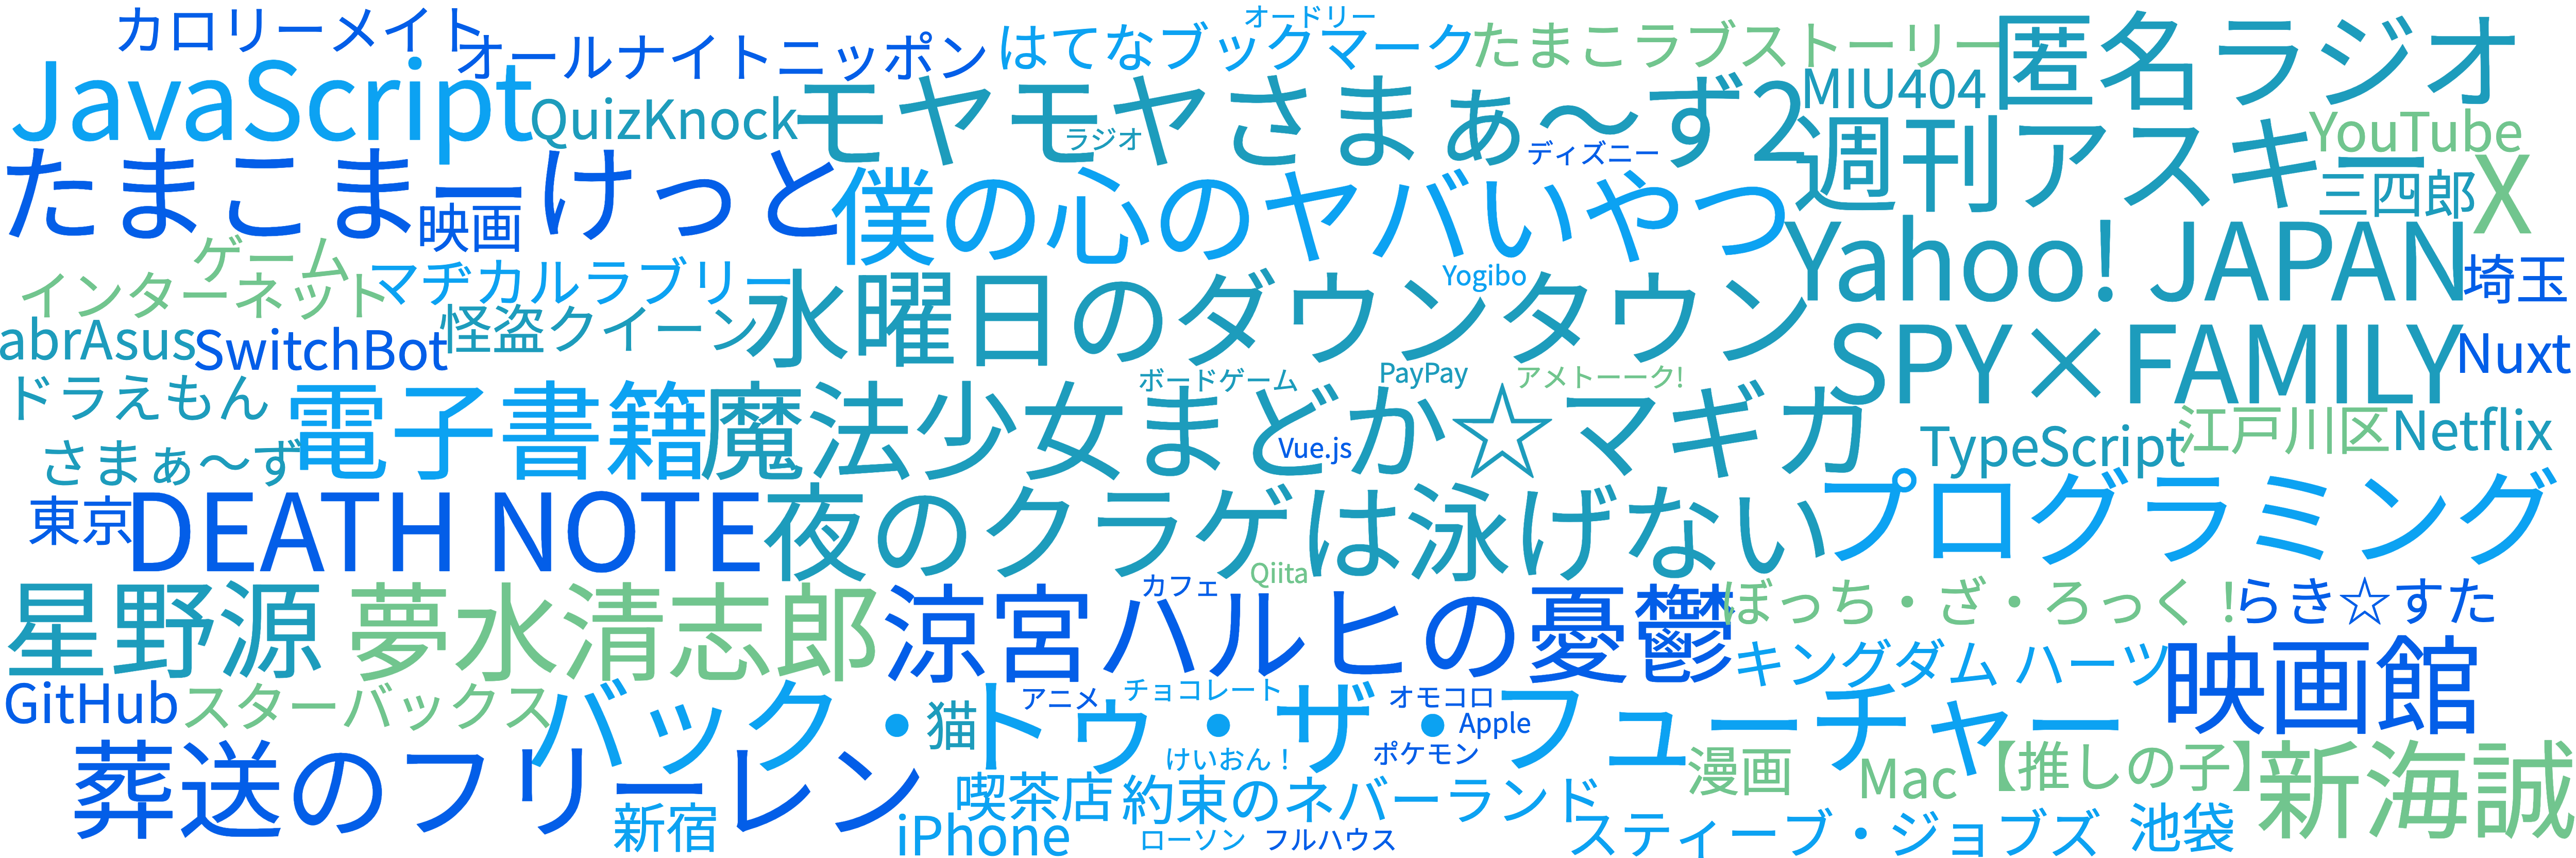 カロリーメイト
オールナイトニッポン
はてなブックマーク
オードリー
たまこラブストーリー
匿名ラジオ
JavaScript
QuizKnock
モヤモヤさまぁ～ず2
ラジオ
ディズニー
MIU404
週刊アスキー
YouTube
たまこまーけっと
映画
僕の心のヤバいやつ
三四郎
X
ゲーム
インターネット
マヂカルラブリー
水曜日のダウンタウン
Yogibo
Yahoo! JAPAN
埼玉
abrAsus
SwitchBot
怪盗クイーン
SPY×FAMILY
Nuxt
ドラえもん
電子書籍
魔法少女まどか☆マギカ
ボードゲーム
PayPay
アメトーーク!
Vue.js
さまぁ～ず
TypeScript
江戸川区
Netflix
東京
DEATH NOTE
夜のクラゲは泳げない
プログラミング
星野源
夢水清志郎
涼宮ハルヒの憂鬱
カフェ
Qiita
ぼっち・ざ・ろっく！
らき☆すた
キングダム ハーツ
映画館
GitHub
スターバックス
バック・トゥ・ザ・フューチャー
猫
アニメ
チョコレート
オモコロ
Apple
けいおん！
ポケモン
葬送のフリーレン
新宿
喫茶店
約束のネバーランド
漫画
Mac
【推しの子】
新海誠
iPhone
ローソン
フルハウス
スティーブ・ジョブズ
池袋